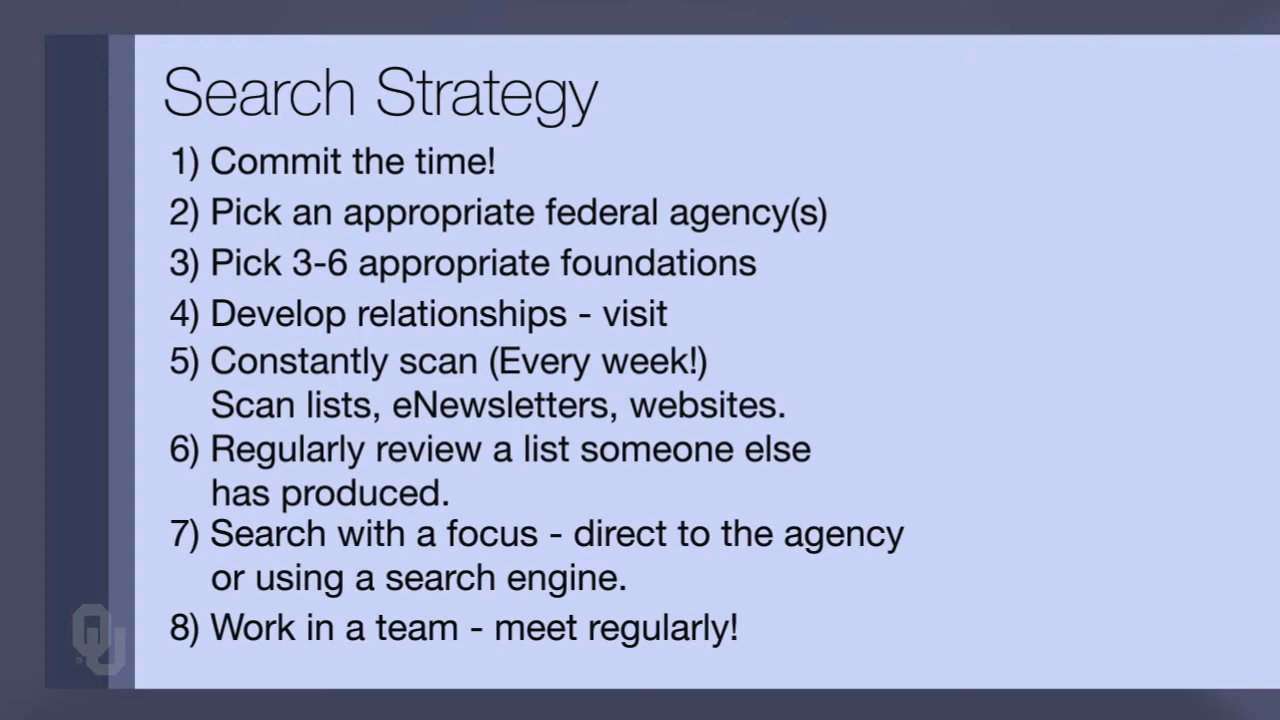 Search Strategy
1) Commit the time!
2) Pick an appropriate federal agency(s)
3) Pick 3-6 appropriate foundations
4) Develop relationships - visit
5) Constantly scan (Every week!)
Scan lists, eNewsletters, websites.
6) Regularly review a list someone else
has produced.
7) Search with a focus - direct to the agency
or using a search engine.
8) Work in a team - meet regularly!
OU